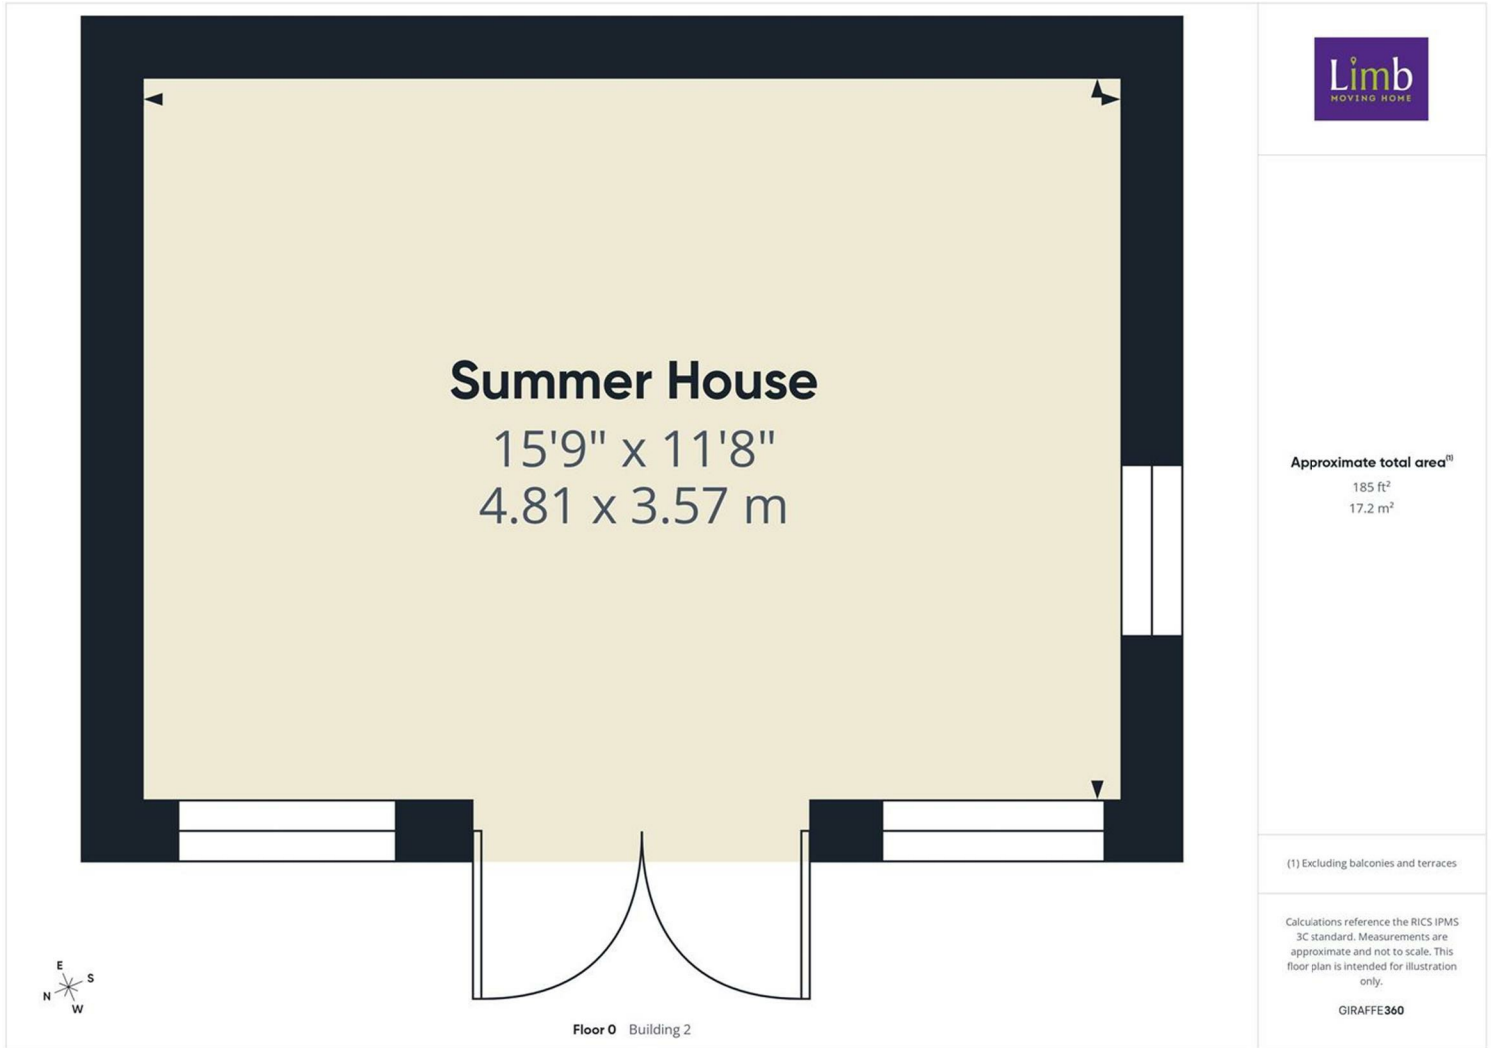 Limb
MOVING HOME
Summer House
15'9" x 11'8"
4.81 x 3.57 m
Approximate total area(1)
185 ft²
17.2 m²
(1) Excluding balconies and terraces
Calculations reference the RICS IPMS
3C standard. Measurements are
approximate and not to scale. This
floor plan is intended for illustration
only.
GIRAFFE360
E
S
N
W
Floor 0 Building 2